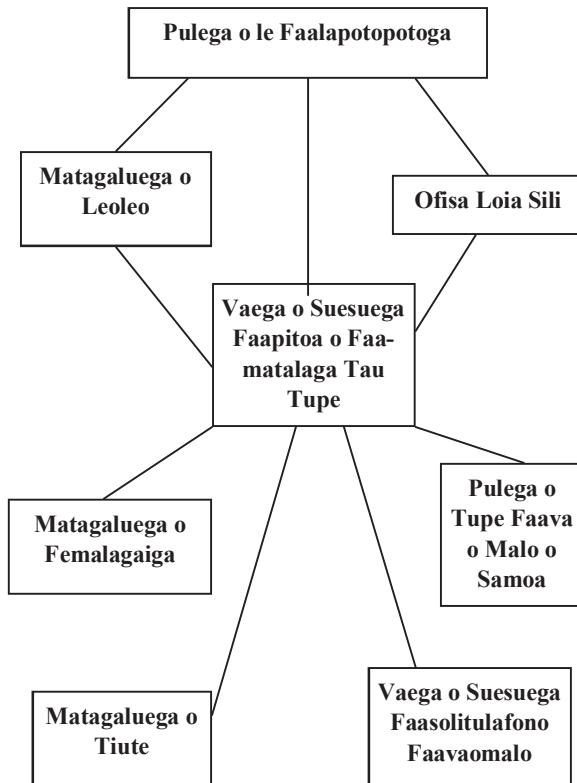 Pulega o le Faalapotopotoga
Matagaluega o
Leoleo
Ofisa Loia Sili
Vaega o Suesuega
Faapitoa o Faa-
matalaga Tau
Tupe
Matagaluega o
Femalagaiga
Pulega o
Tupe Faava
o Malo o
Samoa
Matagaluega o
Tiute
Vaega o Suesuega
Faasolitulafono
Faavaomalo